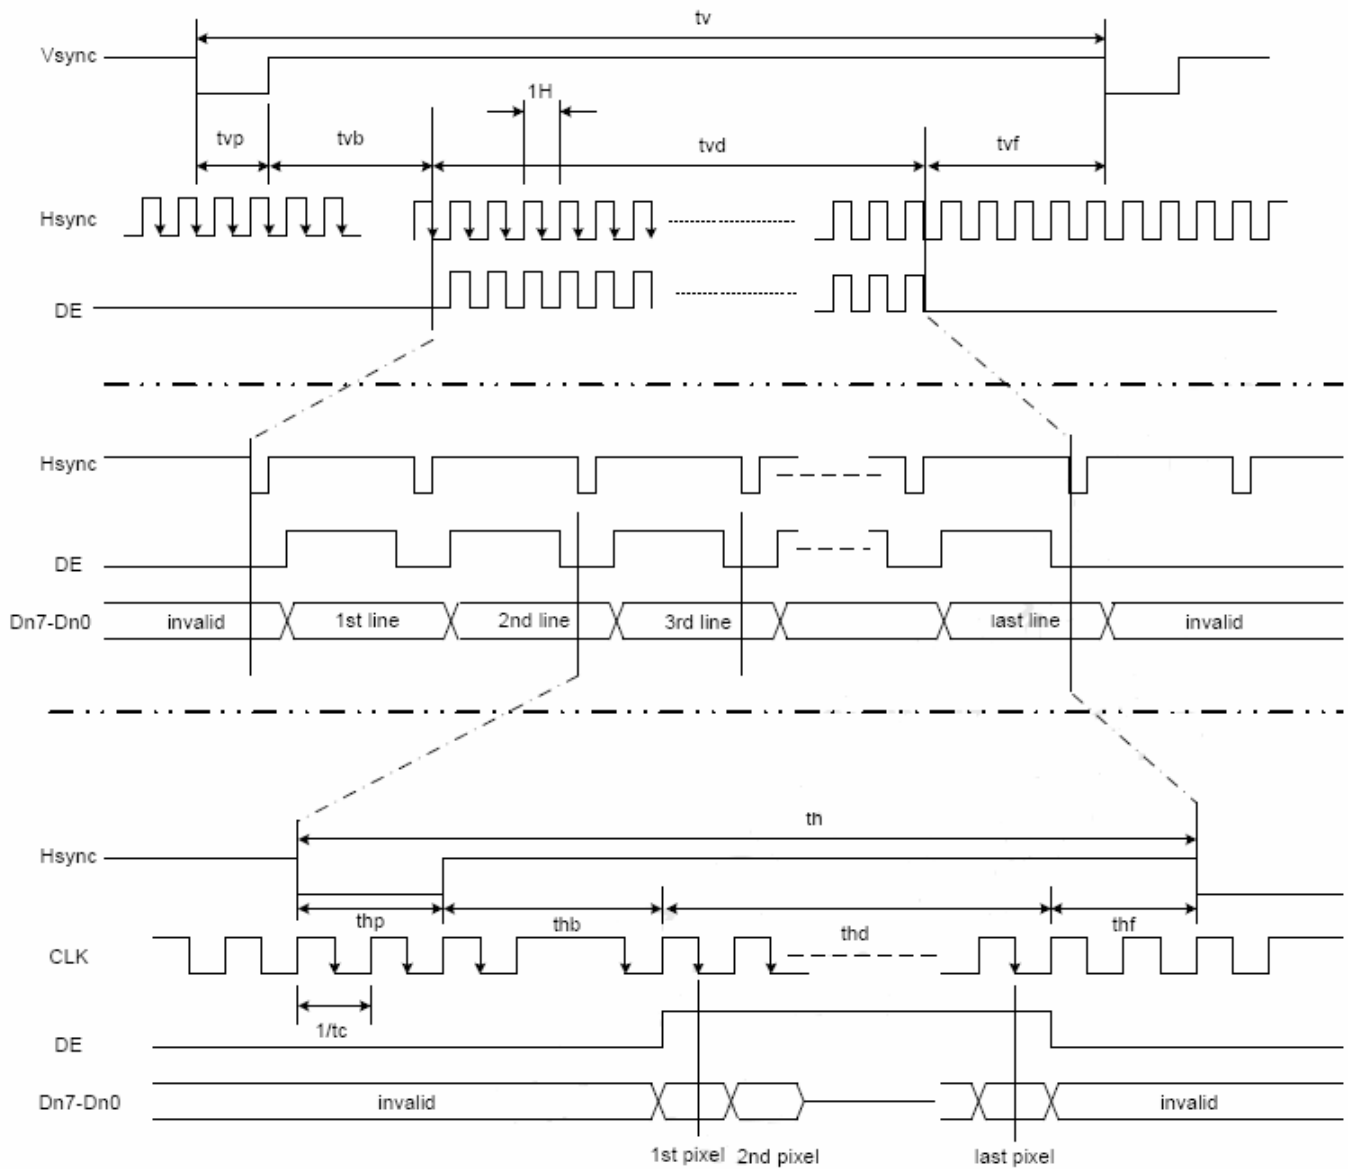 tv
Vsync
1H
tvp
tvb
tvd
tvf
Hsync
DE
Hsync
DE
Dn7-Dn0 invalid 1st line 2nd line 3rd line last line invalid
th
Hsync
thp thb thd thf
CLK
1/tc
DE
Dn7-Dn0 invalid invalid
1st pixel 2nd pixel last pixel